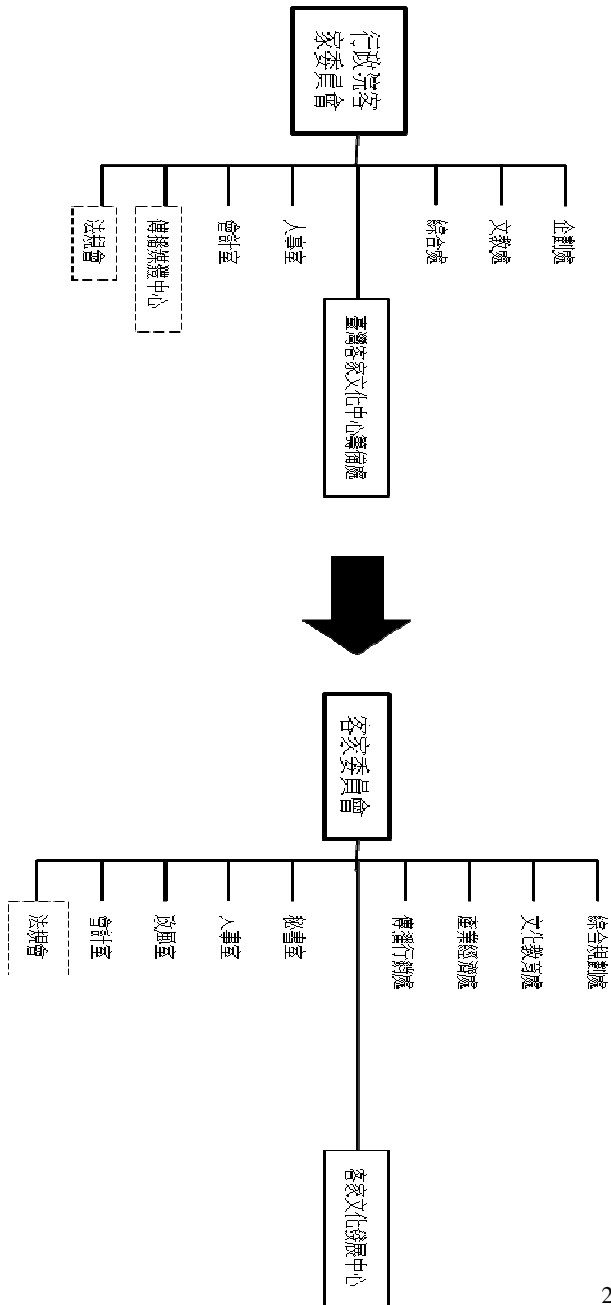 行政院客
家委員會
企劃處
文教處
綜合處
臺灣客家文化中心籌備處
人事室
會計室
傳播媒體中心
法規會
客家委員會
綜合規劃處
文化教育處
產業經濟處
傳播行銷處
秘書室
人事室
政風室
會計室
法規會
客家文化發展中心
2